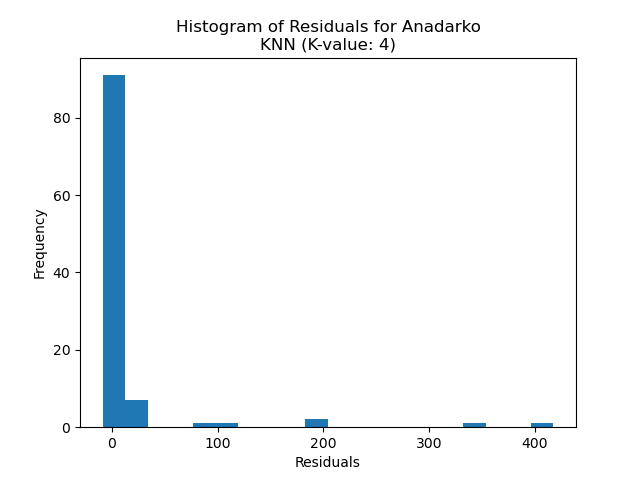 Histogram of Residuals for Anadarko
KNN (K-value: 4)
80
60
40
20
0
Frequency
0 100 200 300 400
Residuals